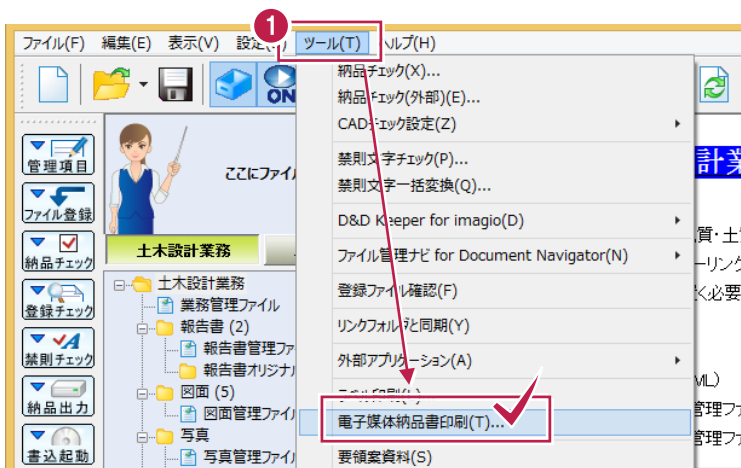 1
ファイル(F) 編集(E) 表示(V) ツール(T) ルプ(H)
ON
管理項目
ファイル登録
納品チェック
登録チェック
禁則チェック
納品出力
書込起動
ここにファイ
土木設計業務
土木設計業務
業務管理ファイル
報告書 (2)
報告書管理ファ
報告書オリジナ
図面 (5)
図面管理ファイ
写真
写真管理ファイ
納品チェック(X)...
納品チェック(外部)(E)...
CADチェック設定(Z)
禁則文字チェック(P)...
禁則文字一括変換(Q)...
D&D Keeper for imagio(D)
ファイル管理ナビ for Document Navigator(N)
登録ファイル確認(F)
リンクフォルダと同期(Y)
外部アプリケーション(A)
電子媒体納品書印刷(T)...
要領案資料(S)
計業
質・土
ーリング
く必要
ML)
管理ファ
管理ファ